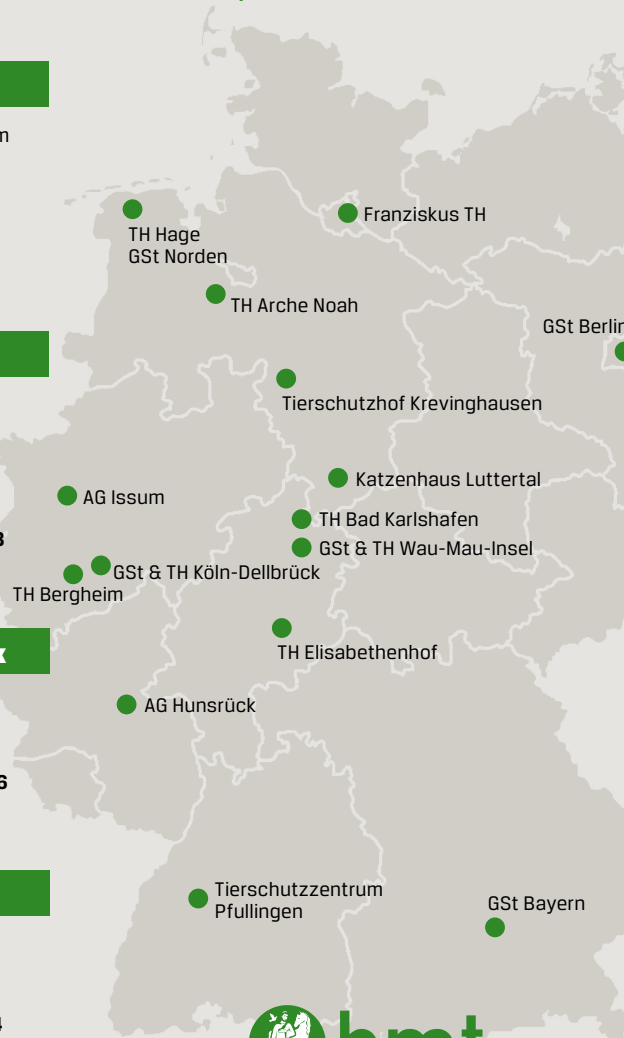 m
Franziskus TH
TH Hage
GSt Norden
TH Arche Noah
GSt Berlin
Tierschutzhof Krevinghausen
Katzenhaus Luttertal
AG Issum
TH Bad Karlshafen
GSt & TH Wau-Mau-Insel
GSt & TH Köln-Dellbrück
TH Bergheim
TH Elisabethenhof
AG Hunsrück
6
Tierschutzzentrum
Pfullingen
GSt Bayern
bmt